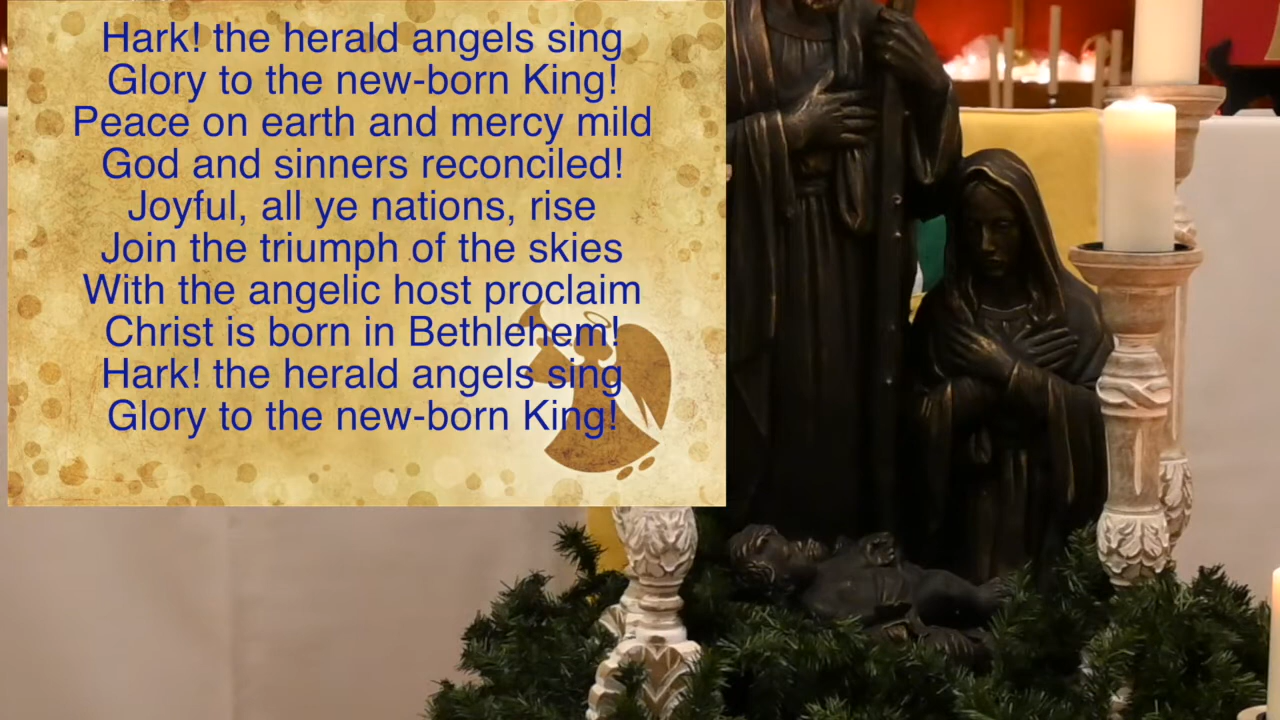 Hark! the herald angels sing
Glory to the new-born King!
Peace on earth and mercy mild
God and sinners reconciled!
Joyful, all ye nations, rise
Join the triumph of the skies
With the angelic host proclaim
Christ is born in Bethlehem!
Hark! the herald angels sing
Glory to the new-born King!